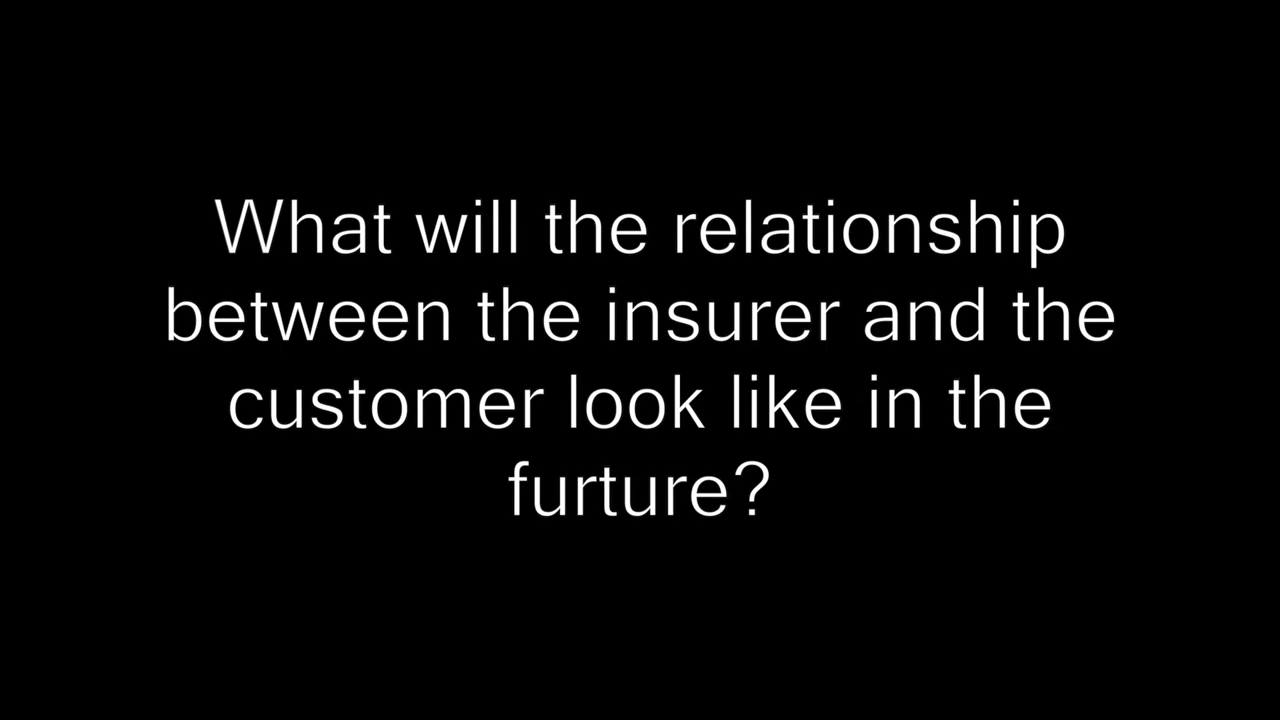 What will the relationship
between the insurer and the
customer look like in the
furture?